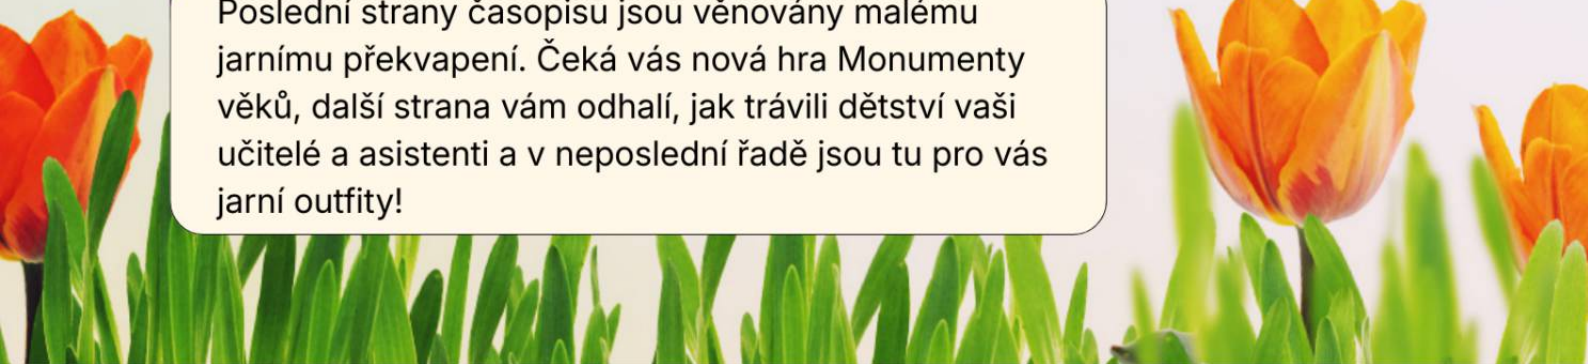 Poslední strany časopisu jsou věnovány malému
jarnímu překvapení. Čeká vás nová hra Monumenty
věků, další strana vám odhalí, jak trávili dětství vaši
učitelé a asistenti a v neposlední řadě jsou tu pro vás
jarní outfity!